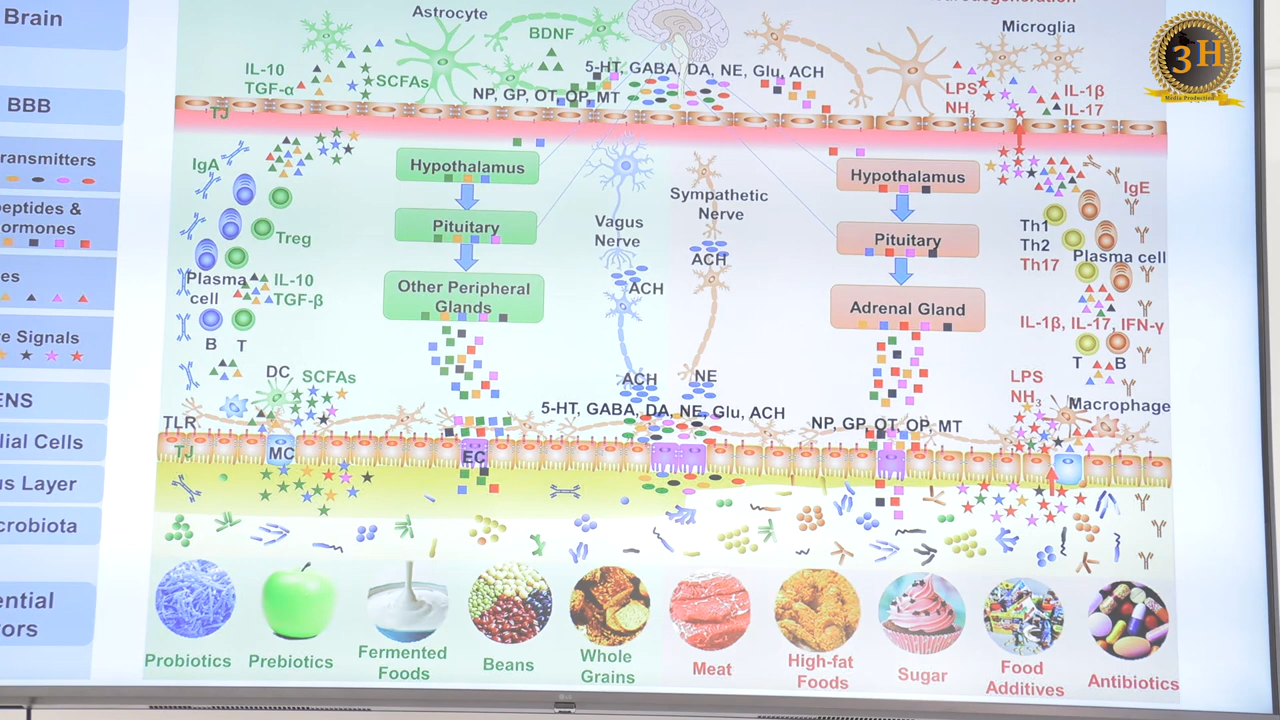 Brain
BBB
ransmitters
peptides &
ormones
es
e Signals
ENS
lial Cells
us Layer
crobiota
ential
ors
Astrocyte
BDNF
Microglia
IL-10
TGF-α
SCFAs
5-HT, GABA, DA, NE, Glu, ACH
NP, GP, OT, OP, MT
LPS
NH3
IL-1β
IL-17
TJ
IgA
Hypothalamus
Pituitary
Other Peripheral
Glands
Treg
Plasma
cell
IL-10
TGF-β
B
T
Vagus
Nerve
Sympathetic
Nerve
ACH
ACH
ACH
NE
Hypothalamus
Pituitary
Adrenal Gland
IgE
Th1
Th2
Th17
Plasma cell
IL-1β, IL-17, IFN-γ
T
B
DC
SCFAs
LPS
NH3
Macrophage
TLR
5-HT, GABA, DA, NE, Glu, ACH
NP, GP, OT, OP, MT
TJ
MC
EC
Probiotics
Prebiotics
Fermented
Foods
Beans
Whole
Grains
Meat
High-fat
Foods
Sugar
Food
Additives
Antibiotics
LG
3H
Media Production